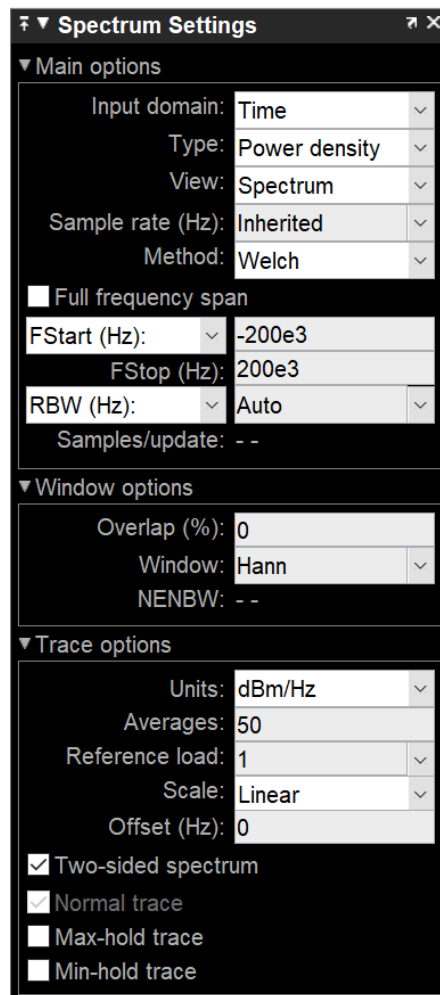 Spectrum Settings
Main options
Input domain: Time
Type: Power density
View: Spectrum
Sample rate (Hz): Inherited
Method: Welch
Full frequency span
FStart (Hz): -200e3
FStop (Hz): 200e3
RBW (Hz): Auto
Samples/update: - -
Window options
Overlap (%): 0
Window: Hann
NENBW: - -
Trace options
Units: dBm/Hz
Averages: 50
Reference load: 1
Scale: Linear
Offset (Hz): 0
Two-sided spectrum
Normal trace
Max-hold trace
Min-hold trace